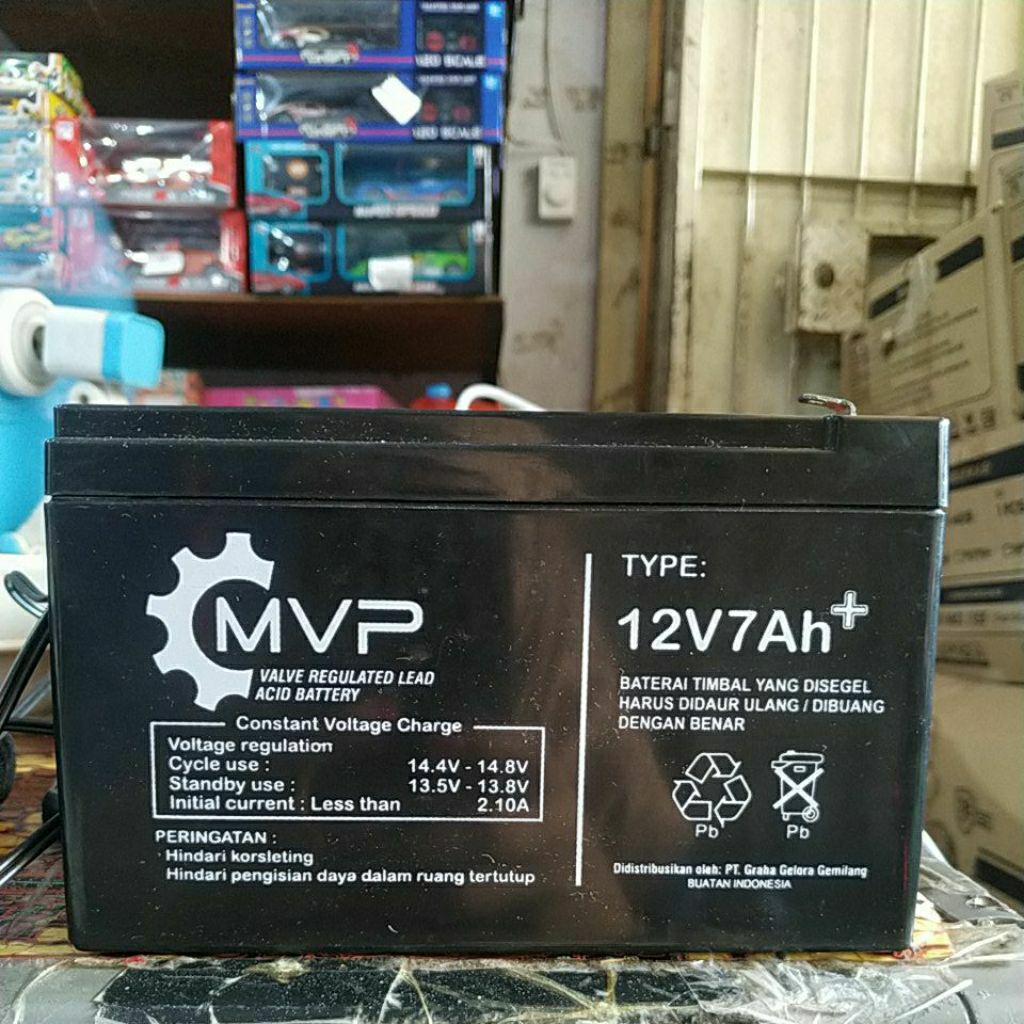 MVP
VALVE REGULATED LEAD
ACID BATTERY
Constant Voltage Charge
Voltage regulation
Cycle use : 14.4V - 14.8V
Standby use : 13.5V - 13.8V
Initial current : Less than 2.10A
PERINGATAN :
Hindari korsleting
Hindari pengisian daya dalam ruang tertutup
TYPE:
12V7Ah+
BATERAI TIMBAL YANG DISEGEL
HARUS DIDAUR ULANG / DIBUANG
DENGAN BENAR
Pb Pb
Didistribusikan oleh: PT. Graha Gelora Gemilang
BUATAN INDONESIA